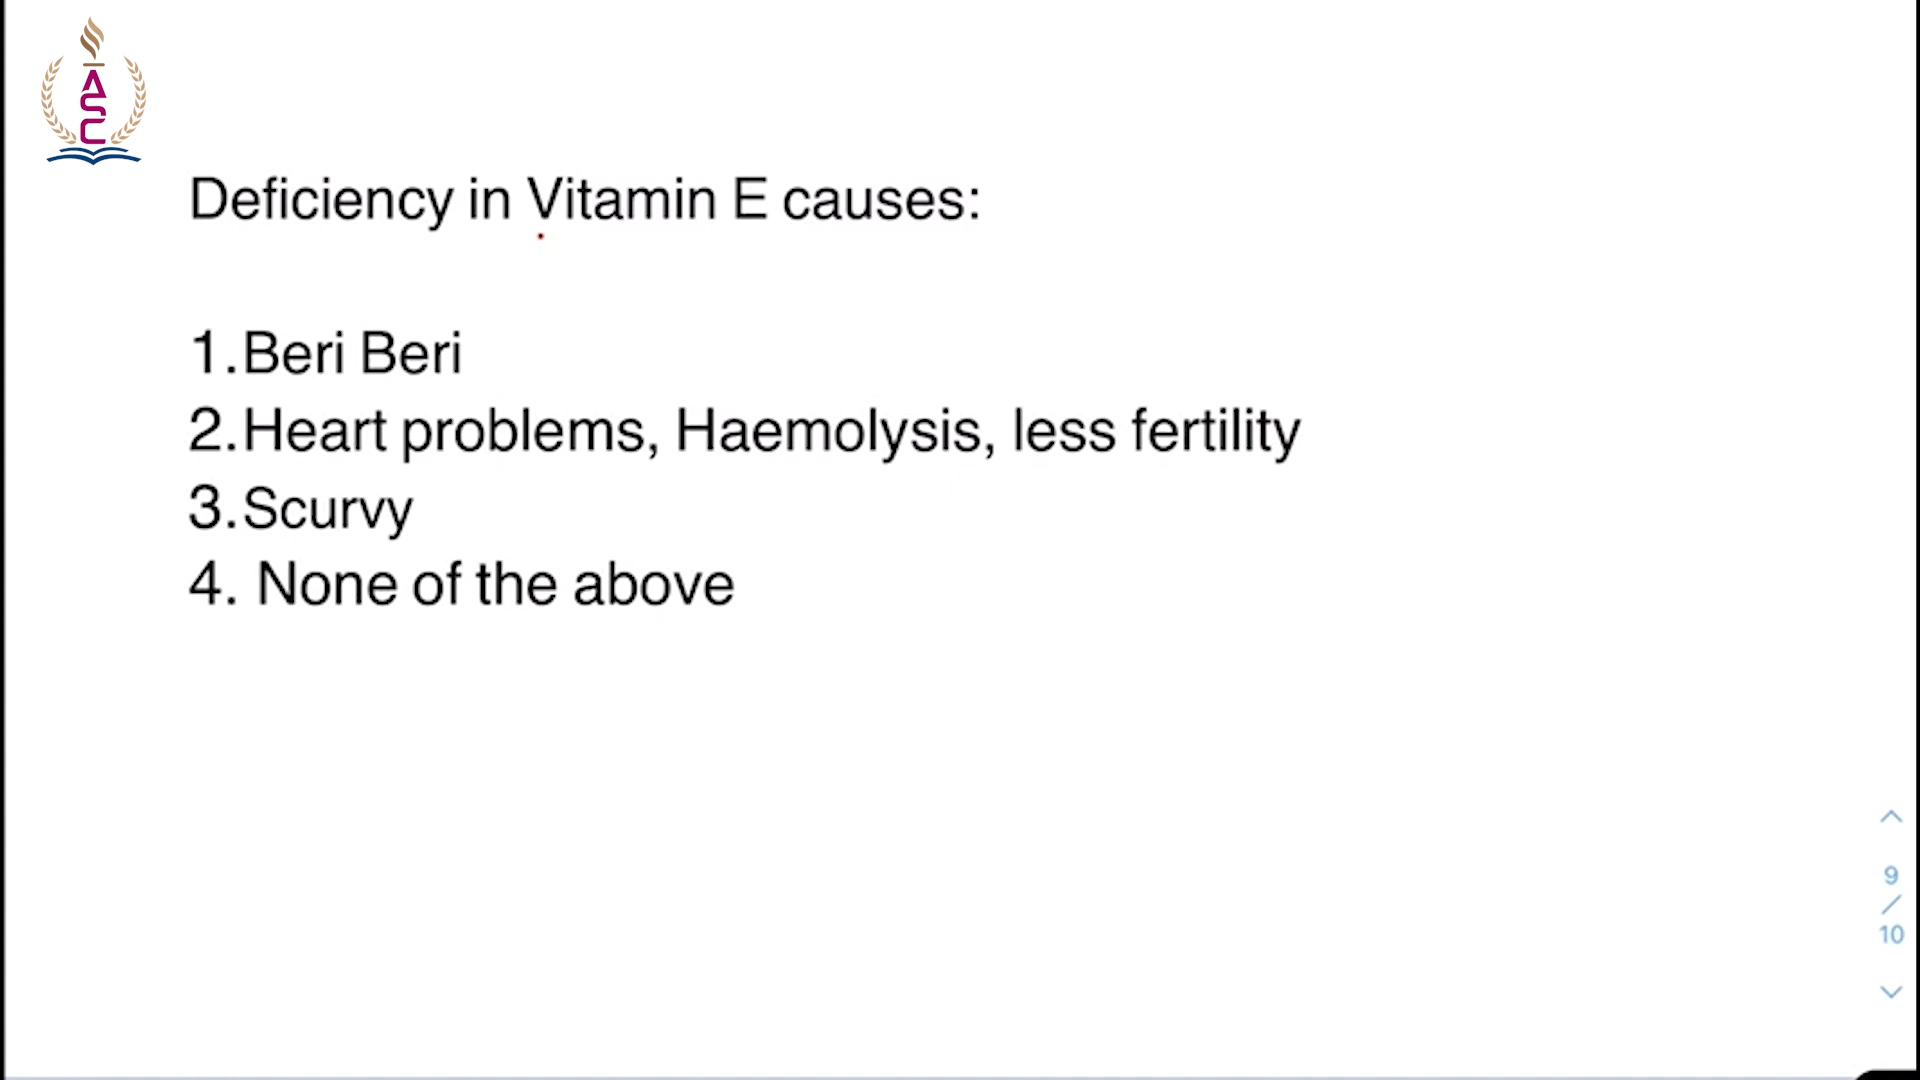 ASC
Deficiency in Vitamin E causes:
1.Beri Beri
2.Heart problems, Haemolysis, less fertility
3.Scurvy
4. None of the above
9
/
10